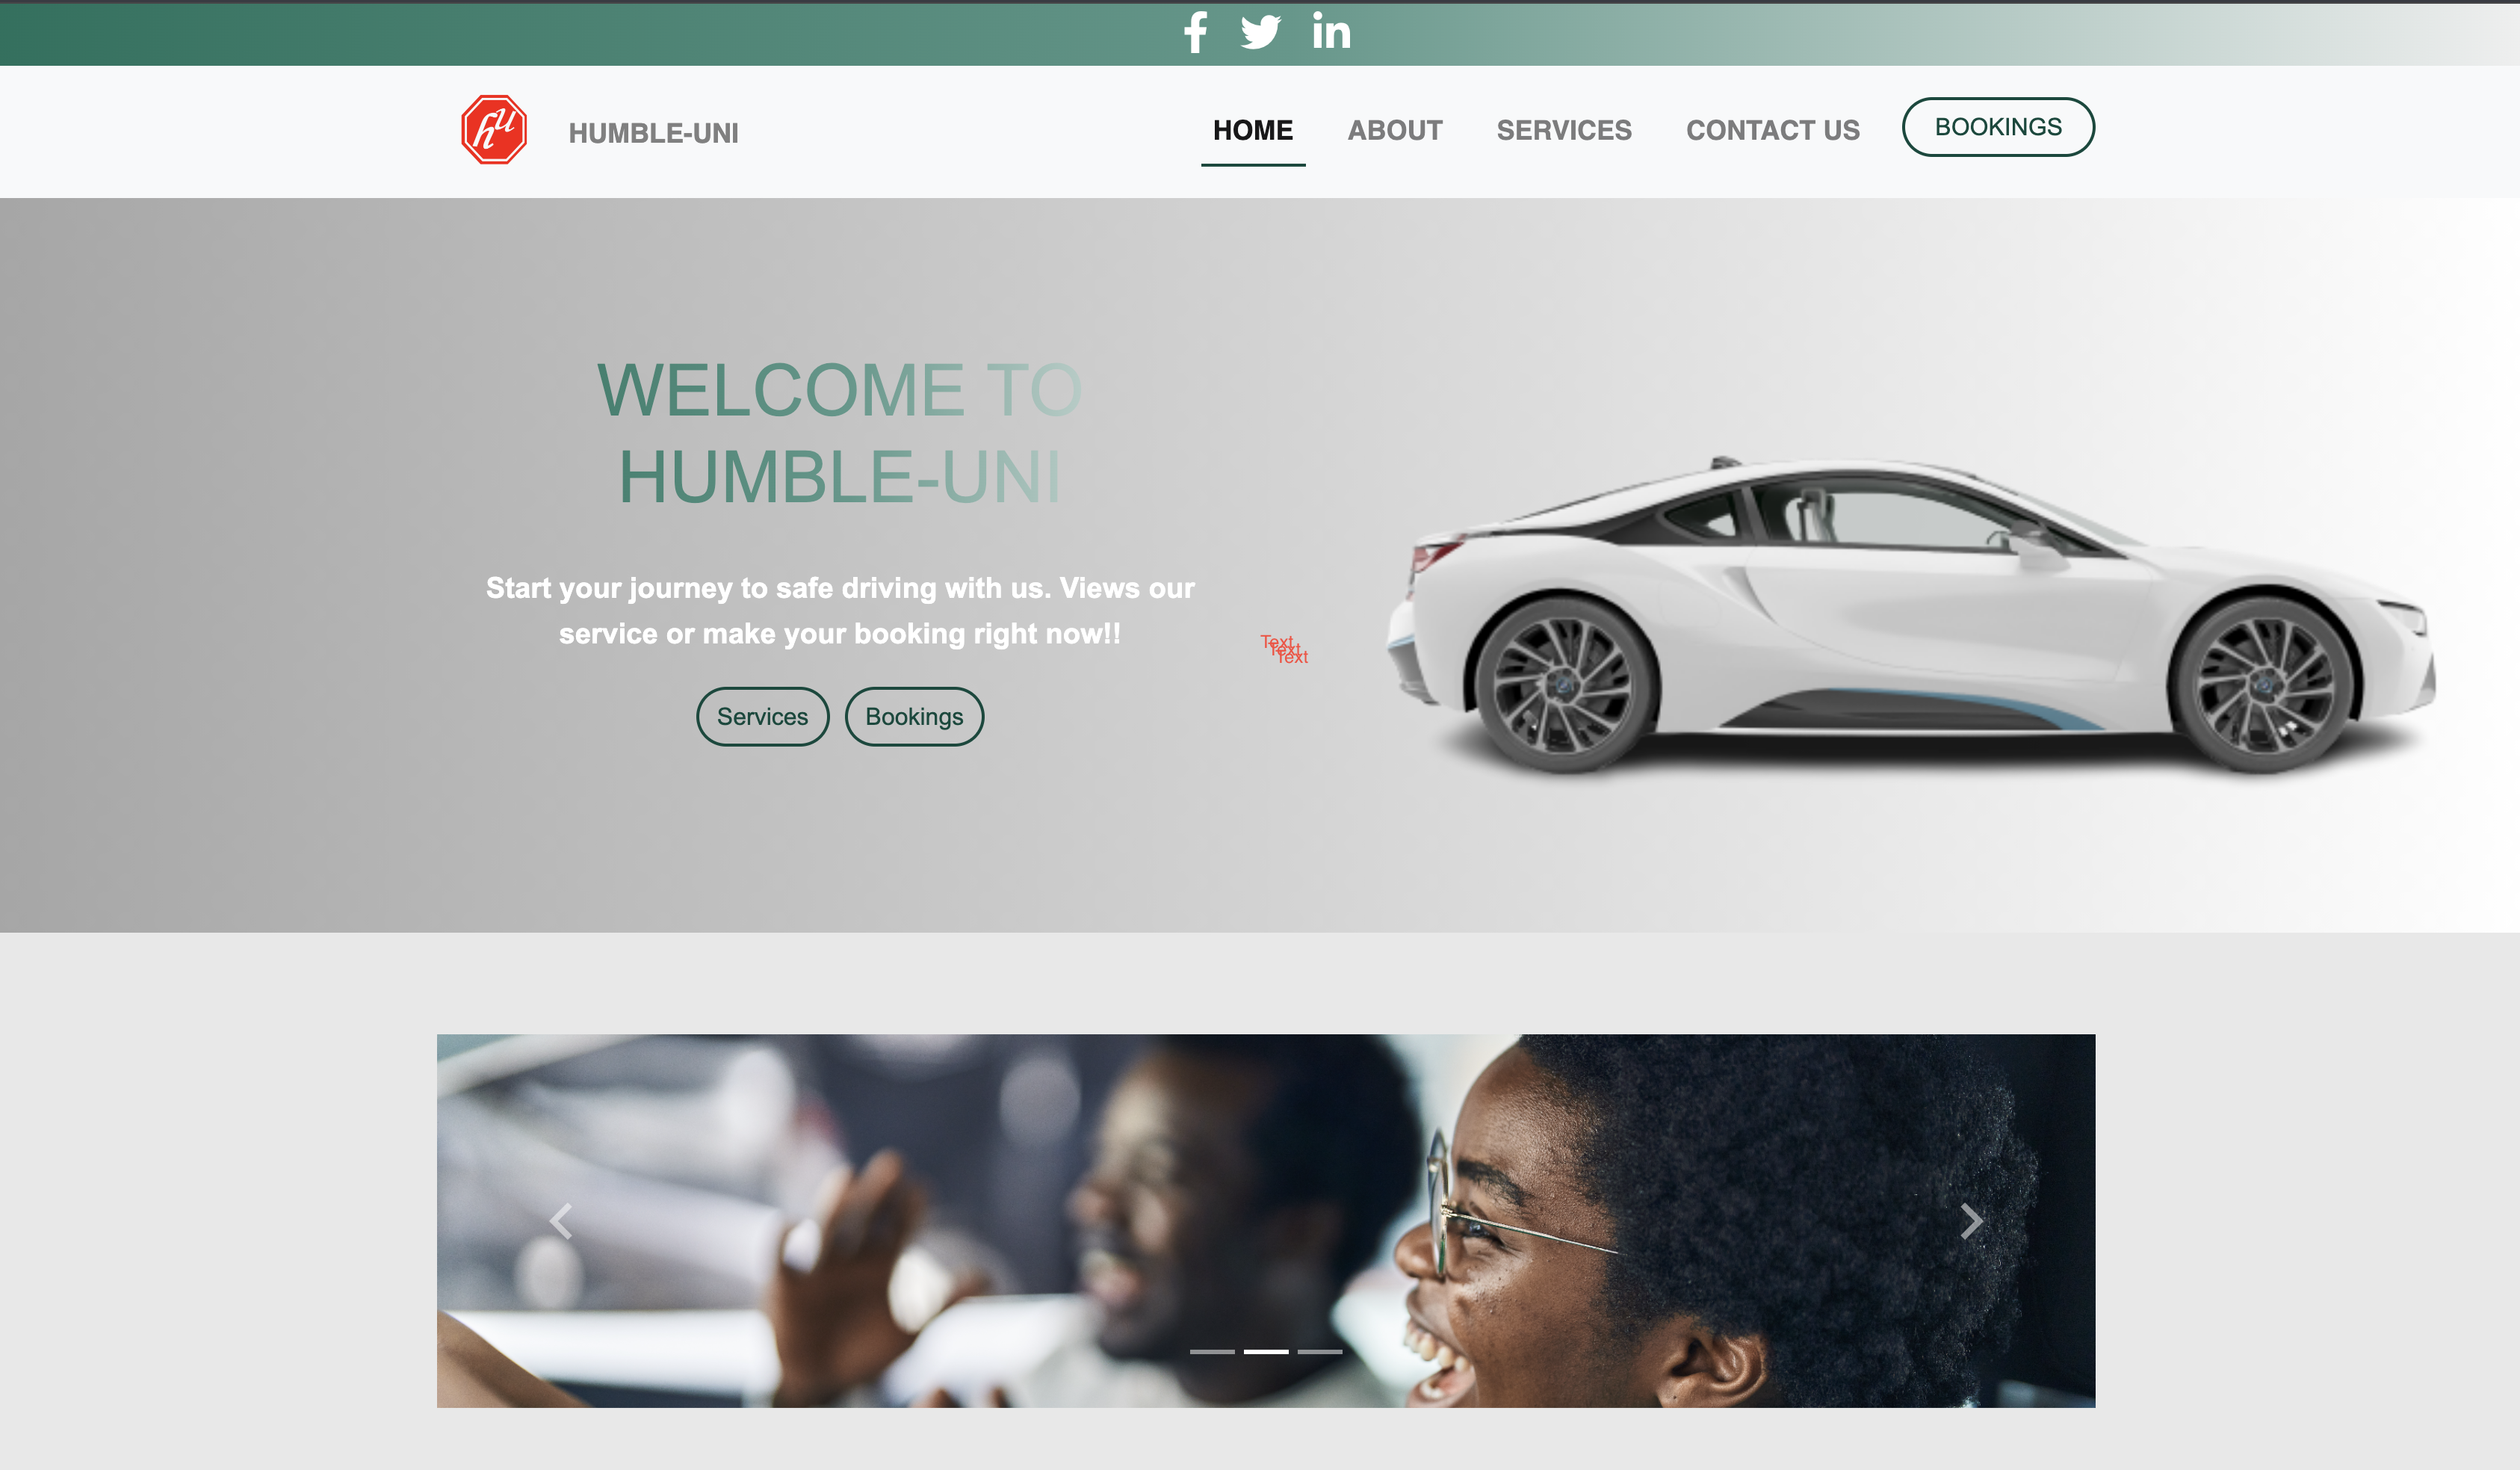 hu
HUMBLE-UNI
HOME ABOUT SERVICES CONTACT US BOOKINGS
WELCOME TO
HUMBLE-UNI
Start your journey to safe driving with us. Views our
service or make your booking right now!!
Text
Text
Text
Services Bookings